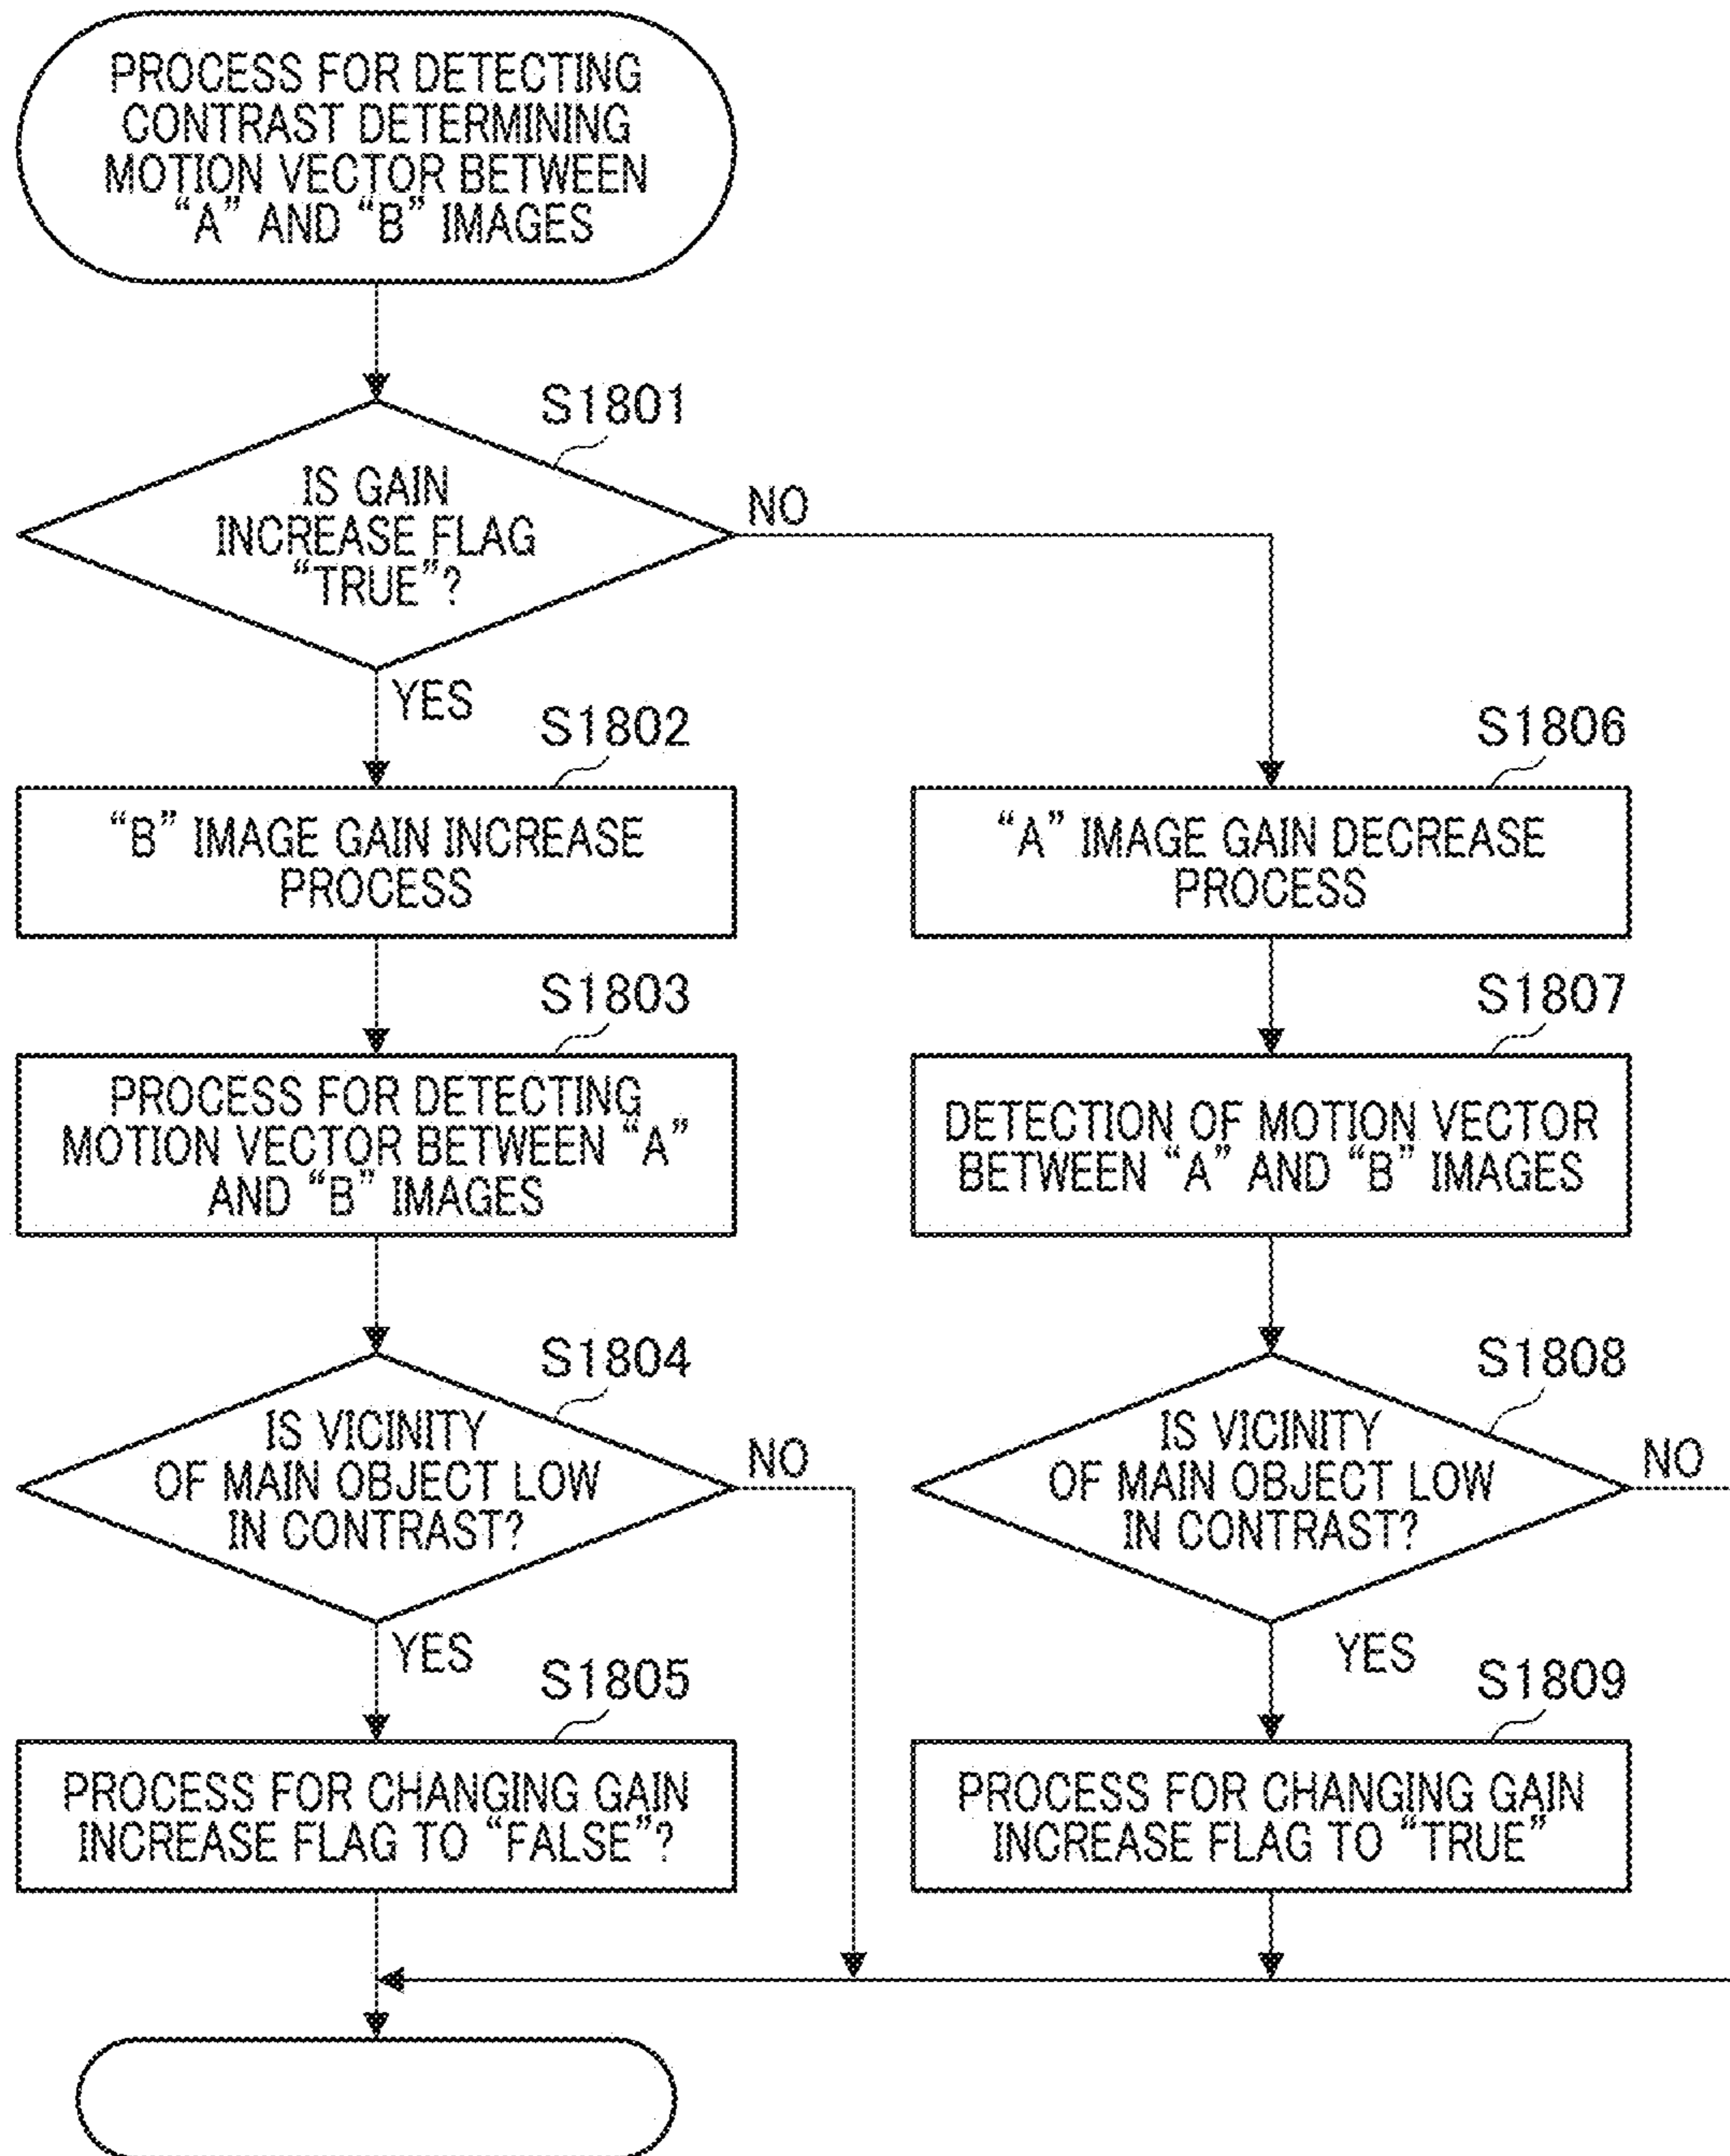 PROCESS FOR DETECTING
CONTRAST DETERMINING
MOTION VECTOR BETWEEN
“A” AND “B” IMAGES
S1801
IS GAIN
INCREASE FLAG
“TRUE”?
NO
YES
S1802
“B” IMAGE GAIN INCREASE
PROCESS
S1803
PROCESS FOR DETECTING
MOTION VECTOR BETWEEN “A”
AND “B” IMAGES
S1804
IS VICINITY
OF MAIN OBJECT LOW
IN CONTRAST?
NO
YES
S1805
PROCESS FOR CHANGING GAIN
INCREASE FLAG TO “FALSE”?
S1806
“A” IMAGE GAIN DECREASE
PROCESS
S1807
DETECTION OF MOTION VECTOR
BETWEEN “A” AND “B” IMAGES
S1808
IS VICINITY
OF MAIN OBJECT LOW
IN CONTRAST?
NO
YES
S1809
PROCESS FOR CHANGING GAIN
INCREASE FLAG TO “TRUE”